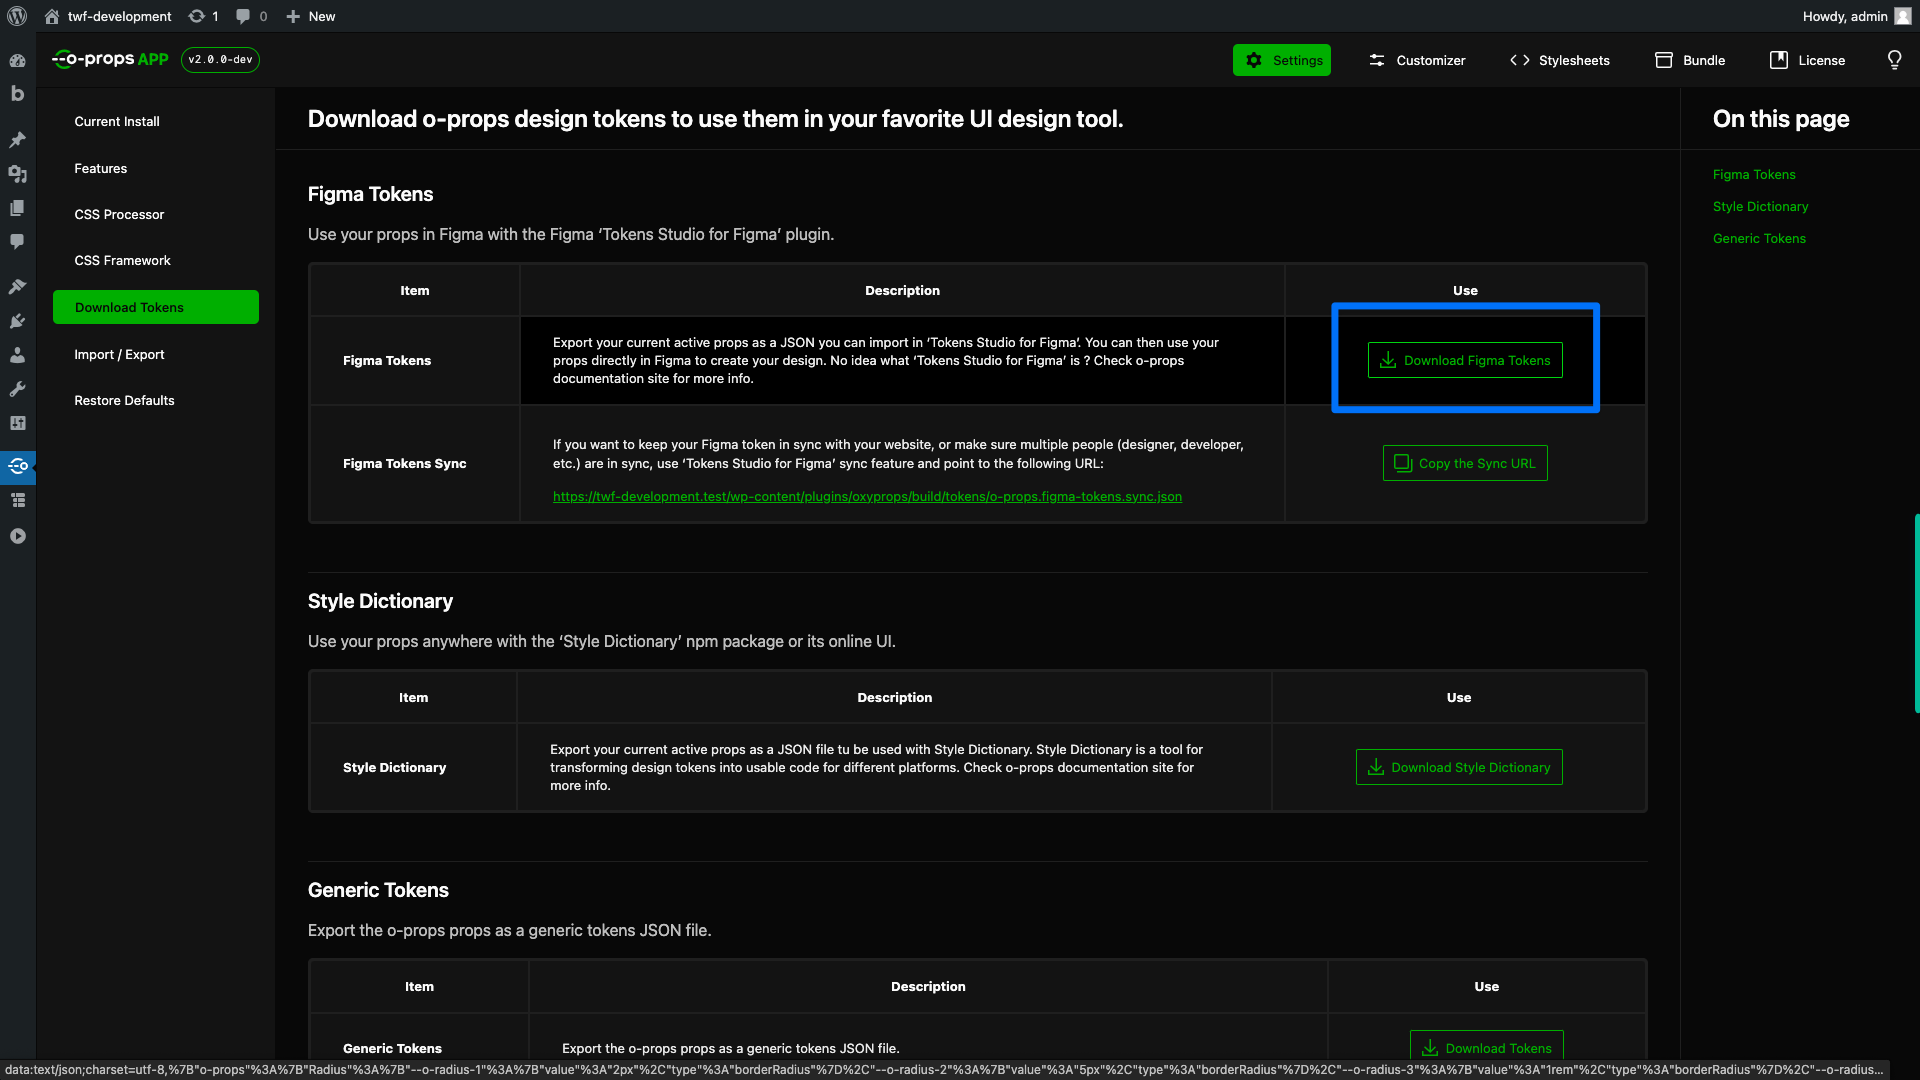 twf-development
1
0
New
Howdy, admin
--o-props APP
v2.0.0-dev
Settings
Customizer
Stylesheets
Bundle
License
Current Install
Features
CSS Processor
CSS Framework
Download Tokens
Import / Export
Restore Defaults
Download o-props design tokens to use them in your favorite UI design tool.
Figma Tokens
Use your props in Figma with the Figma ‘Tokens Studio for Figma’ plugin.
Item
Description
Use
Figma Tokens
Export your current active props as a JSON you can import in ‘Tokens Studio for Figma’. You can then use your
props directly in Figma to create your design. No idea what ‘Tokens Studio for Figma’ is ? Check o-props
documentation site for more info.
Download Figma Tokens
Figma Tokens Sync
If you want to keep your Figma token in sync with your website, or make sure multiple people (designer, developer,
etc.) are in sync, use ‘Tokens Studio for Figma’ sync feature and point to the following URL:
https://twf-development.test/wp-content/plugins/oxyprops/build/tokens/o-props.figma-tokens.sync.json
Copy the Sync URL
Style Dictionary
Use your props anywhere with the ‘Style Dictionary’ npm package or its online UI.
Item
Description
Use
Style Dictionary
Export your current active props as a JSON file tu be used with Style Dictionary. Style Dictionary is a tool for
transforming design tokens into usable code for different platforms. Check o-props documentation site for
more info.
Download Style Dictionary
Generic Tokens
Export the o-props props as a generic tokens JSON file.
Item
Description
Use
Generic Tokens
Export the o-props props as a generic tokens JSON file.
Download Tokens
On this page
Figma Tokens
Style Dictionary
Generic Tokens
data:text/json;charset=utf-8,%7B"o-props"%3A%7B"Radius"%3A%7B"--o-radius-1"%3A%7B"value"%3A"2px"%2C"type"%3A"borderRadius"%7D%2C"--o-radius-2"%3A%7B"value"%3A"5px"%2C"type"%3A"borderRadius"%7D%2C"--o-radius-3"%3A%7B"value"%3A"1rem"%2C"type"%3A"borderRadius"%7D%2C"--o-radius...